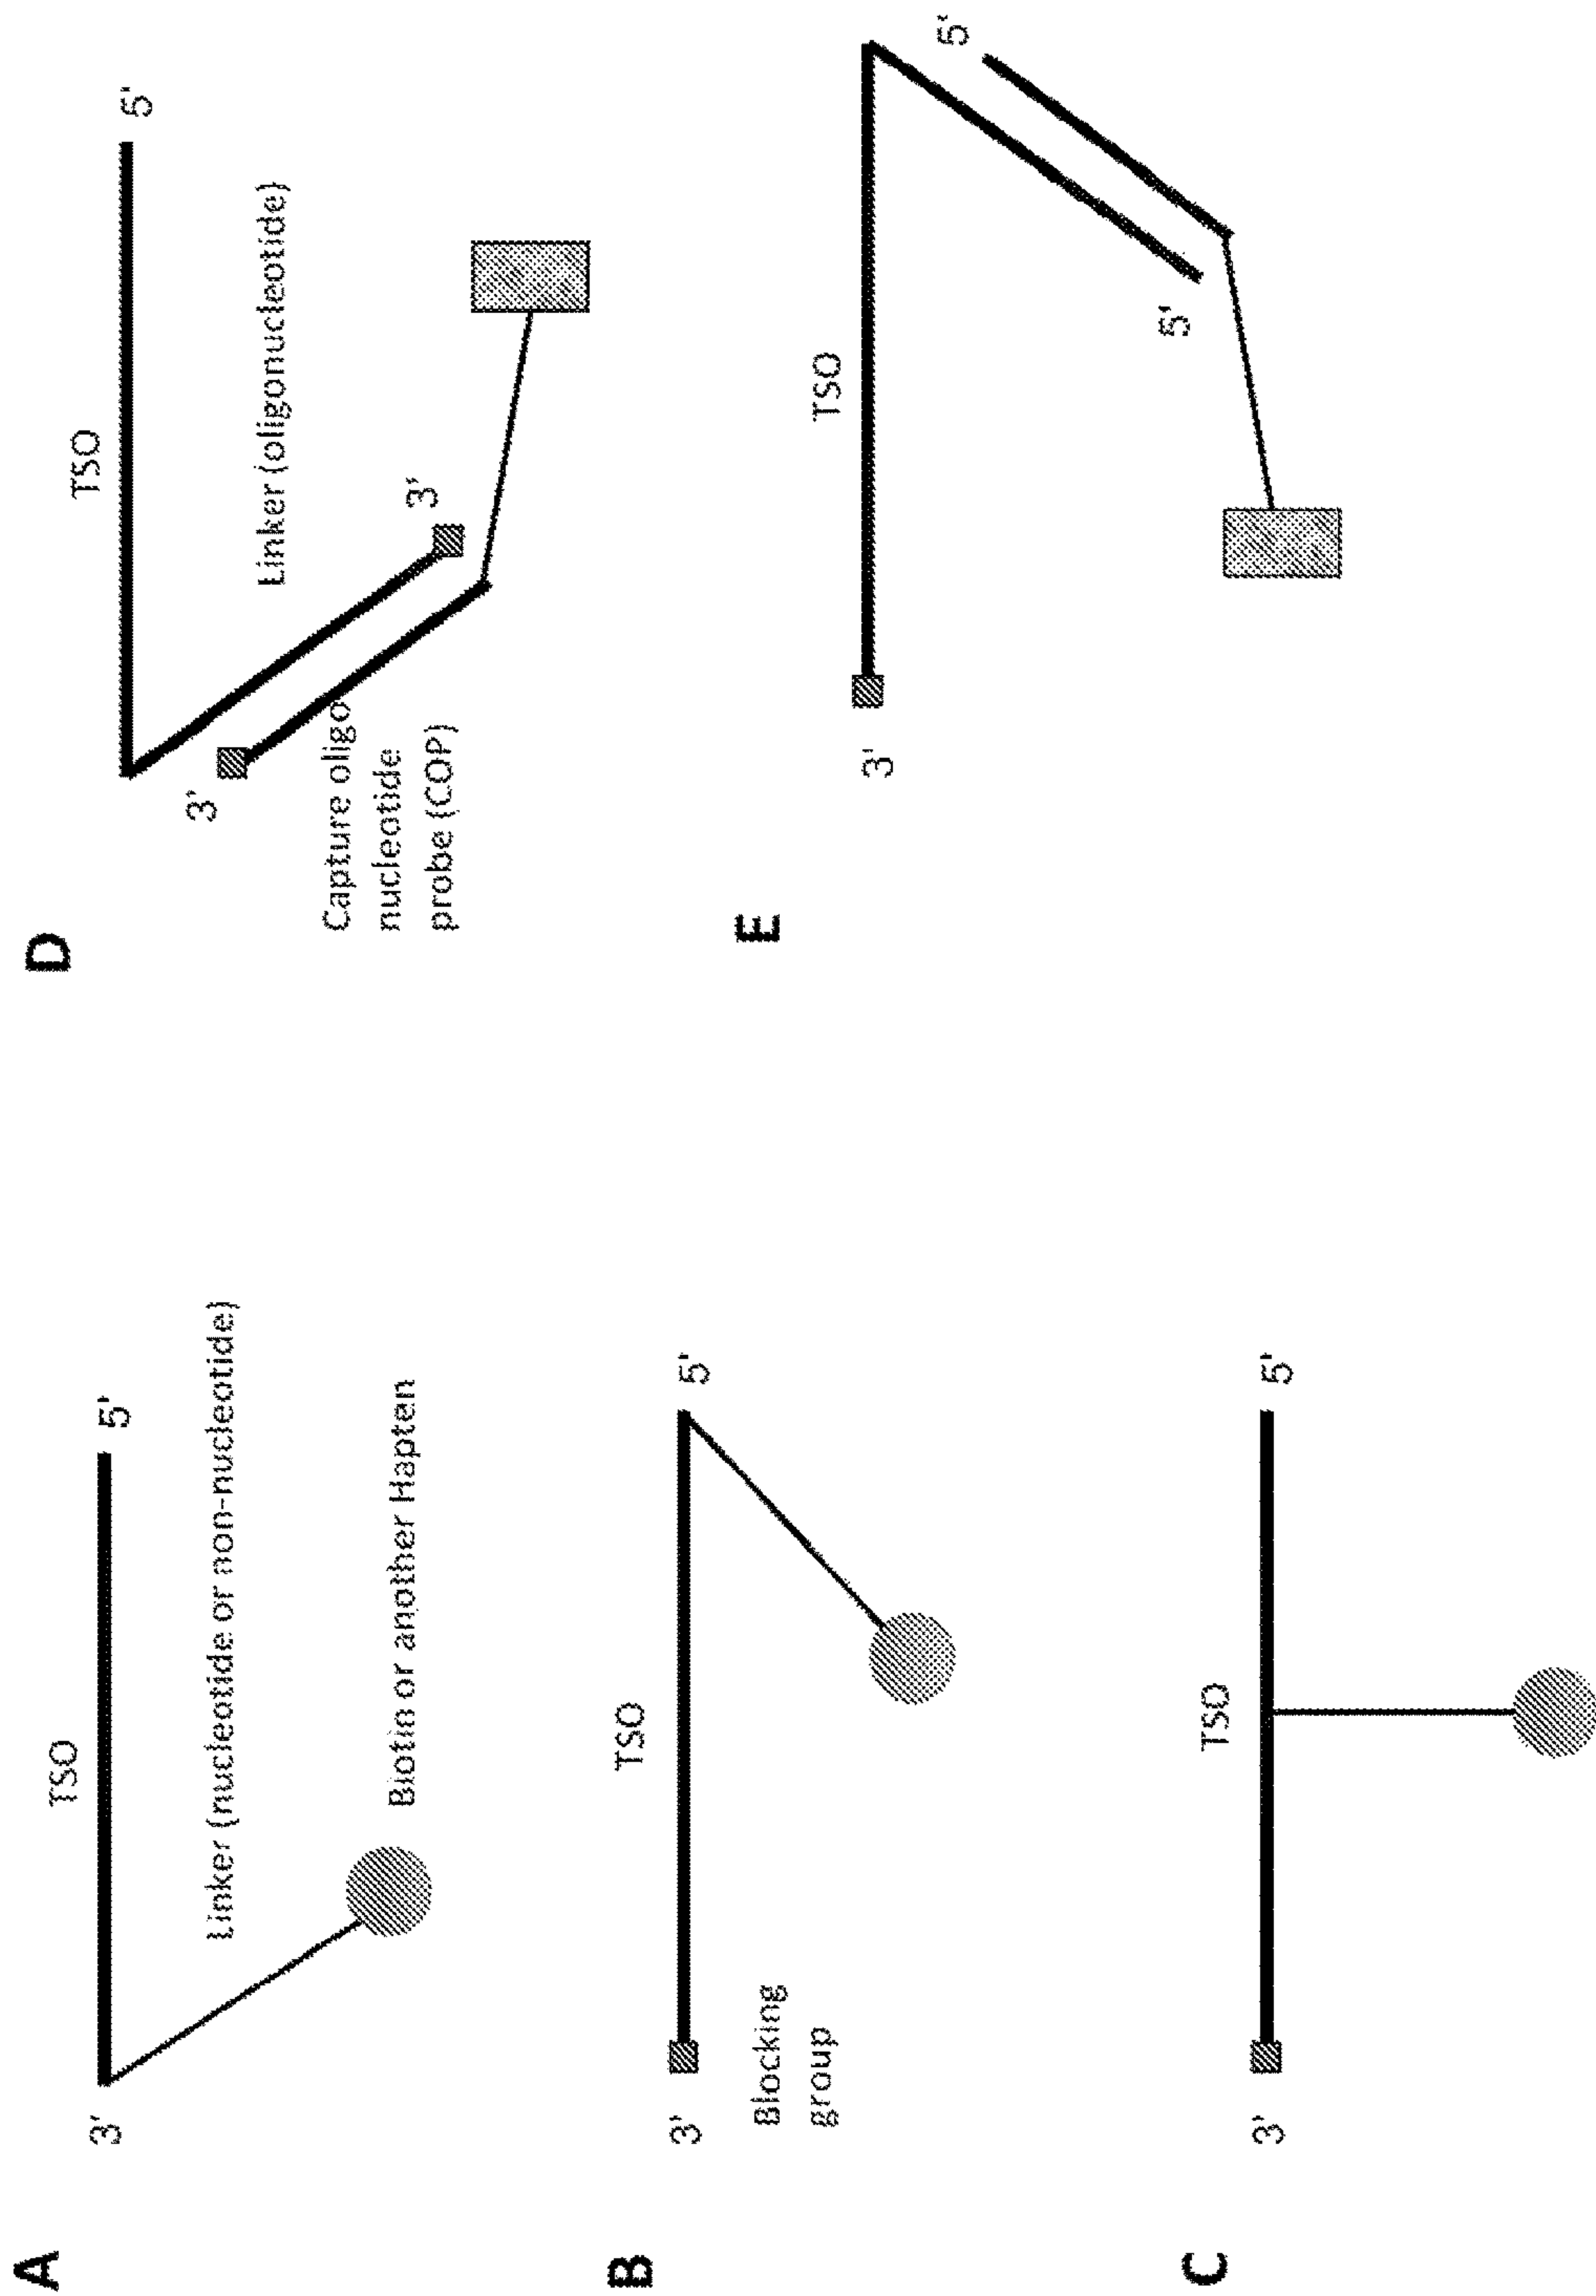 A
TSO
3'
5'
Linker (nucleotide or non-nucleotide)
Biotin or another Hapten
B
TSO
3'
5'
Blocking
group
C
TSO
3'
5'
D
TSO
5'
Linker (oligonucleotide)
3'
3'
Capture oligo
nucleotide
probe (COP)
E
TSO
3'
5'
5'